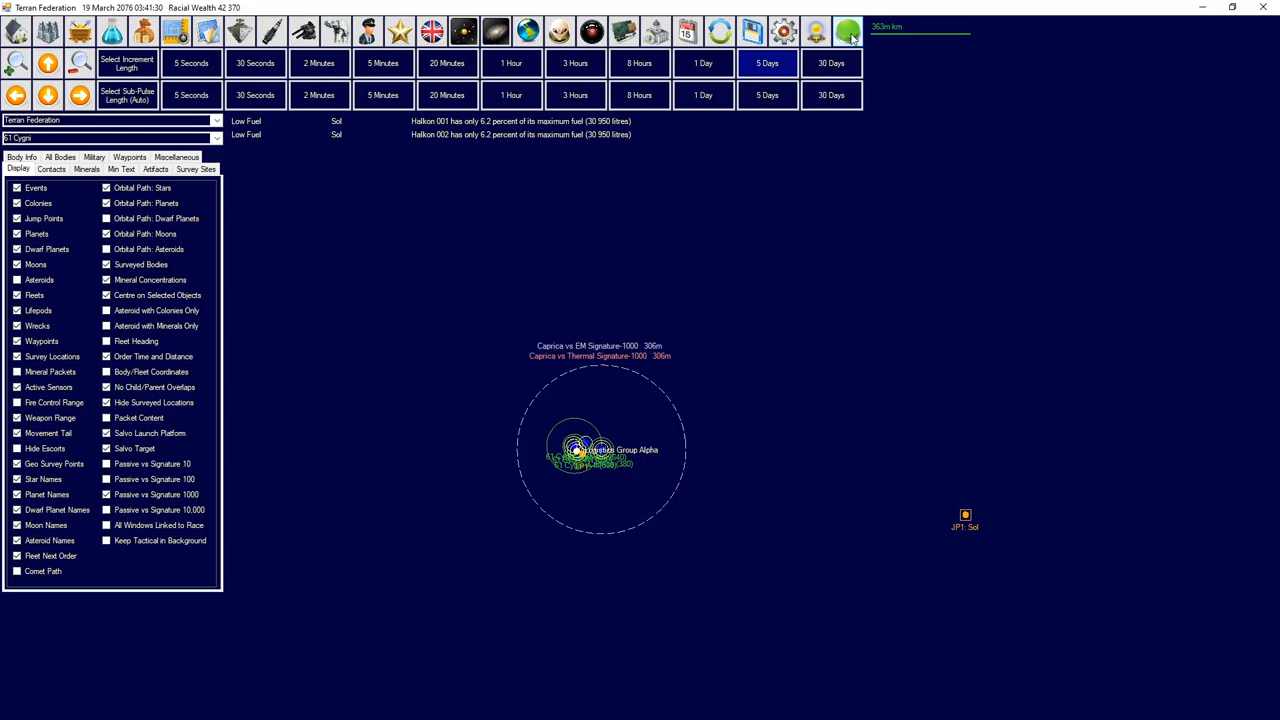 Terran Federation   19 March 2076 03:41:30   Racial Wealth 42 370
363m km
15
Select Increment Length
5 Seconds
30 Seconds
2 Minutes
5 Minutes
20 Minutes
1 Hour
3 Hours
8 Hours
1 Day
5 Days
30 Days
Select Sub-Pulse Length (Auto)
5 Seconds
30 Seconds
2 Minutes
5 Minutes
20 Minutes
1 Hour
3 Hours
8 Hours
1 Day
5 Days
30 Days
Terran Federation
61 Cygni
Low Fuel Sol Halkon 001 has only 6.2 percent of its maximum fuel (30 950 litres)
Low Fuel Sol Halkon 002 has only 6.2 percent of its maximum fuel (30 950 litres)
Body Info All Bodies Military Waypoints Miscellaneous
Display Contacts Minerals Min Text Artifacts Survey Sites
Events Orbital Path: Stars
Colonies Orbital Path: Planets
Jump Points Orbital Path: Dwarf Planets
Planets Orbital Path: Moons
Dwarf Planets Orbital Path: Asteroids
Moons Surveyed Bodies
Asteroids Mineral Concentrations
Fleets Centre on Selected Objects
Lifepods Asteroid with Colonies Only
Wrecks Asteroid with Minerals Only
Waypoints Fleet Heading
Survey Locations Order Time and Distance
Mineral Packets Body/Fleet Coordinates
Active Sensors No Child/Parent Overlaps
Fire Control Range Hide Surveyed Locations
Weapon Range Packet Content
Movement Tail Salvo Launch Platform
Hide Escorts Salvo Target
Geo Survey Points Passive vs Signature 10
Star Names Passive vs Signature 100
Planet Names Passive vs Signature 1000
Dwarf Planet Names Passive vs Signature 10,000
Moon Names All Windows Linked to Race
Asteroid Names Keep Tactical in Background
Fleet Next Order
Comet Path
Caprica vs EM Signature-1000 306m
Caprica vs Thermal Signature-1000 306m
Group Alpha
JP1: Sol